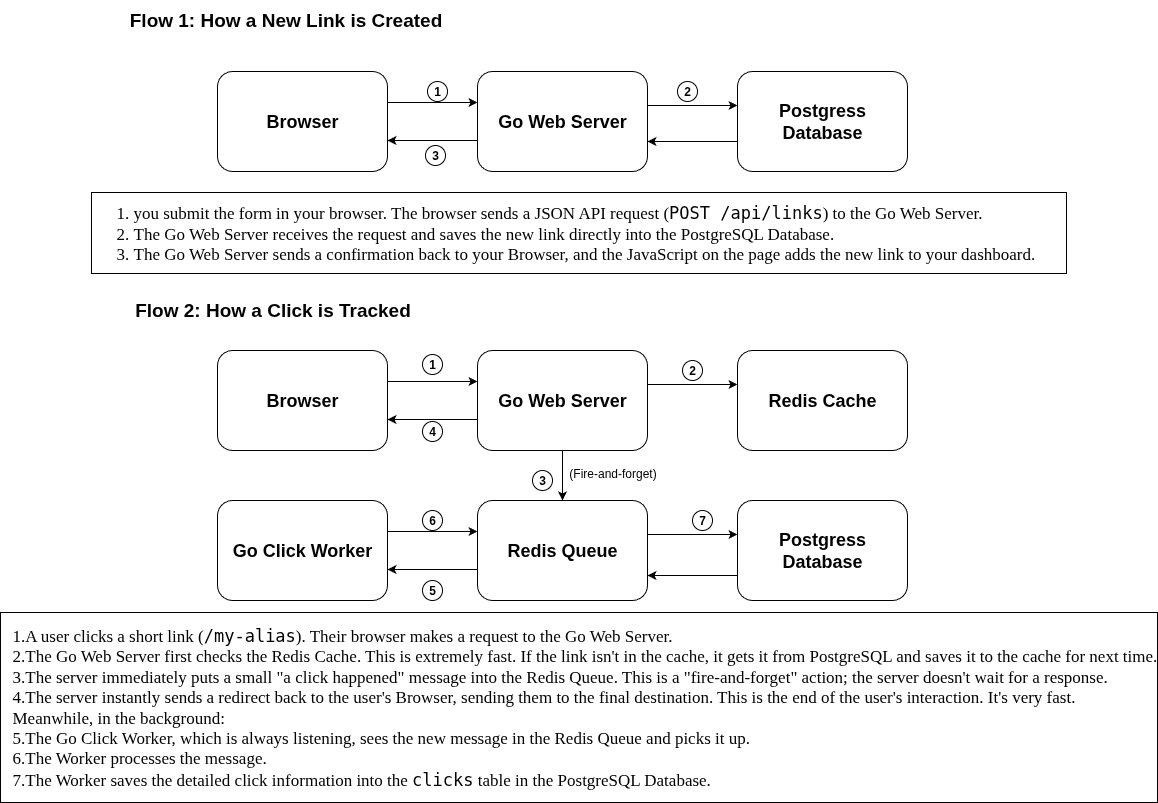 Flow 1: How a New Link is Created
1
2
Browser
Go Web Server
Postgress
Database
3
1. you submit the form in your browser. The browser sends a JSON API request (POST /api/links) to the Go Web Server.
2. The Go Web Server receives the request and saves the new link directly into the PostgreSQL Database.
3. The Go Web Server sends a confirmation back to your Browser, and the JavaScript on the page adds the new link to your dashboard.
Flow 2: How a Click is Tracked
1
2
Browser
Go Web Server
Redis Cache
4
3
(Fire-and-forget)
6
7
Go Click Worker
Redis Queue
Postgress
Database
5
1.A user clicks a short link (/my-alias). Their browser makes a request to the Go Web Server.
2.The Go Web Server first checks the Redis Cache. This is extremely fast. If the link isn't in the cache, it gets it from PostgreSQL and saves it to the cache for next time.
3.The server immediately puts a small "a click happened" message into the Redis Queue. This is a "fire-and-forget" action; the server doesn't wait for a response.
4.The server instantly sends a redirect back to the user's Browser, sending them to the final destination. This is the end of the user's interaction. It's very fast.
Meanwhile, in the background:
5.The Go Click Worker, which is always listening, sees the new message in the Redis Queue and picks it up.
6.The Worker processes the message.
7.The Worker saves the detailed click information into the clicks table in the PostgreSQL Database.